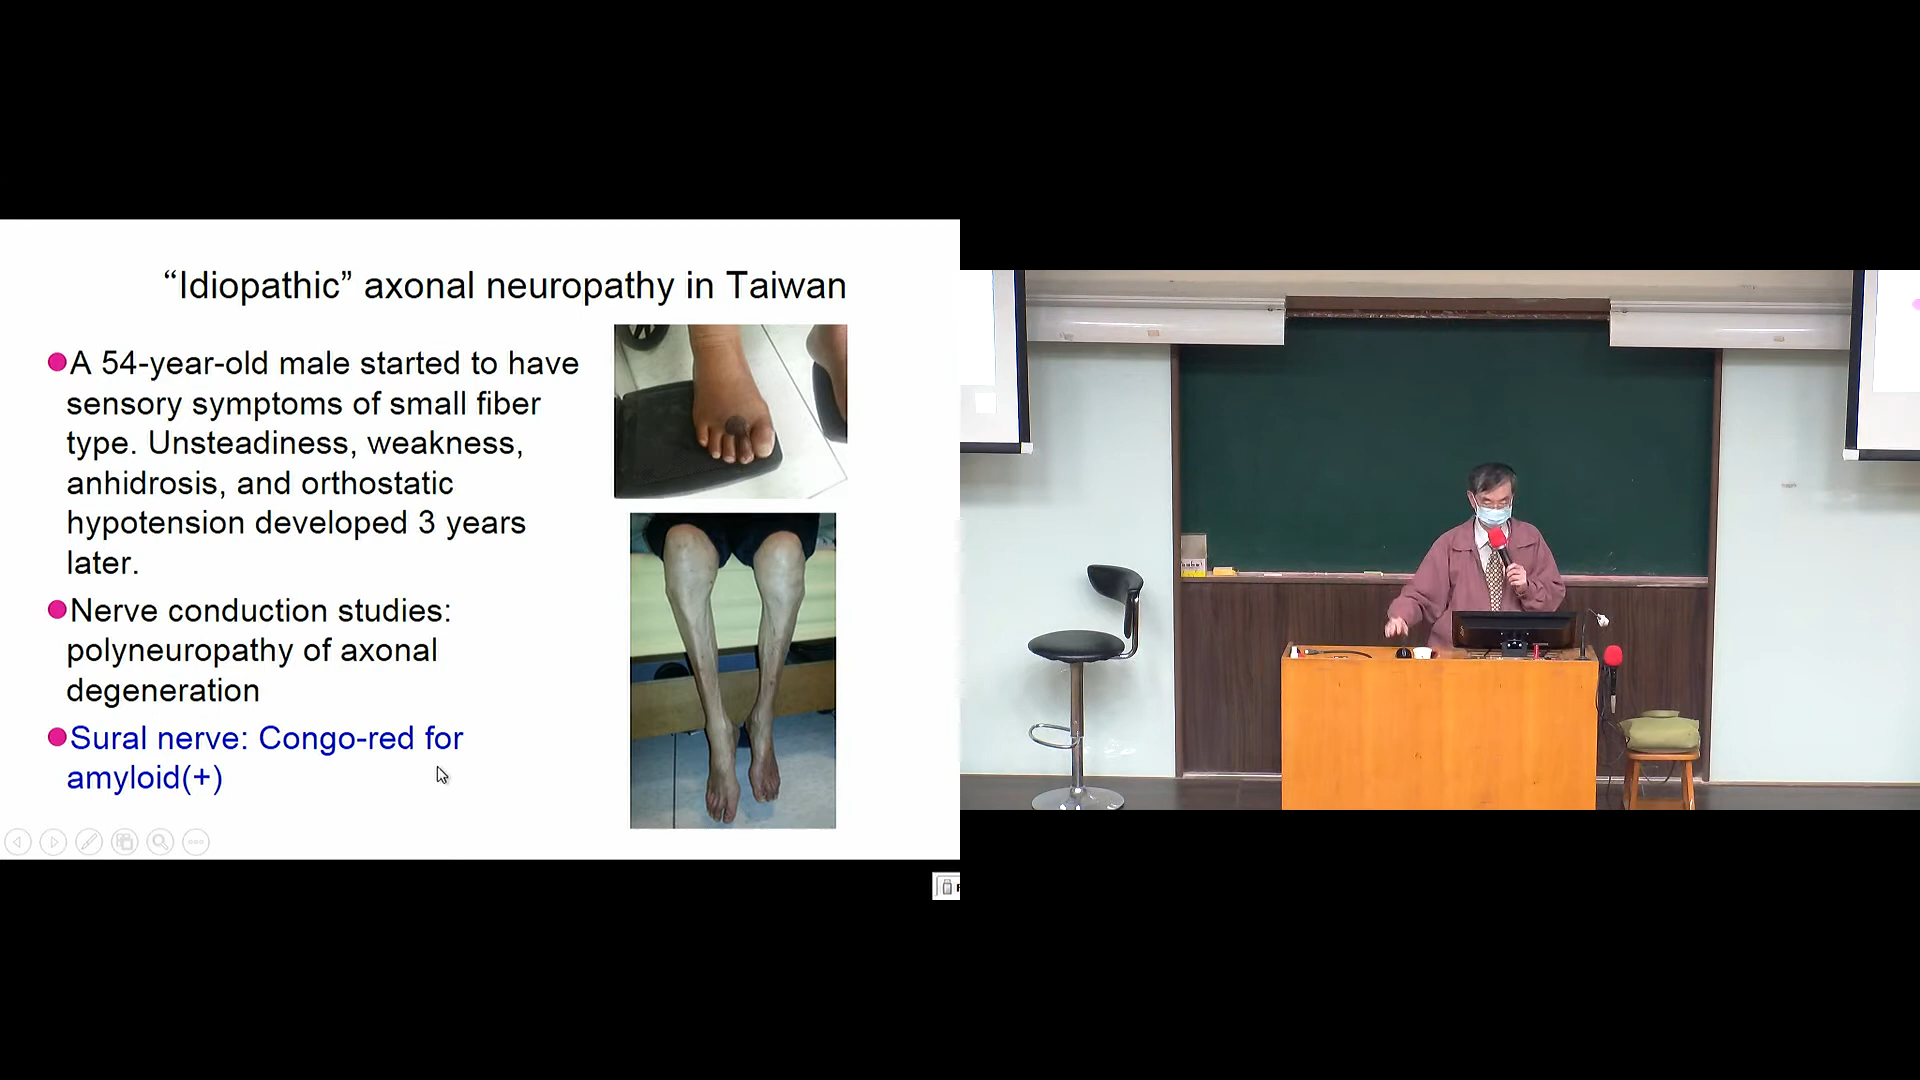 “Idiopathic” axonal neuropathy in Taiwan
A 54-year-old male started to have
sensory symptoms of small fiber
type. Unsteadiness, weakness,
anhidrosis, and orthostatic
hypotension developed 3 years
later.
Nerve conduction studies:
polyneuropathy of axonal
degeneration
Sural nerve: Congo-red for
amyloid(+)